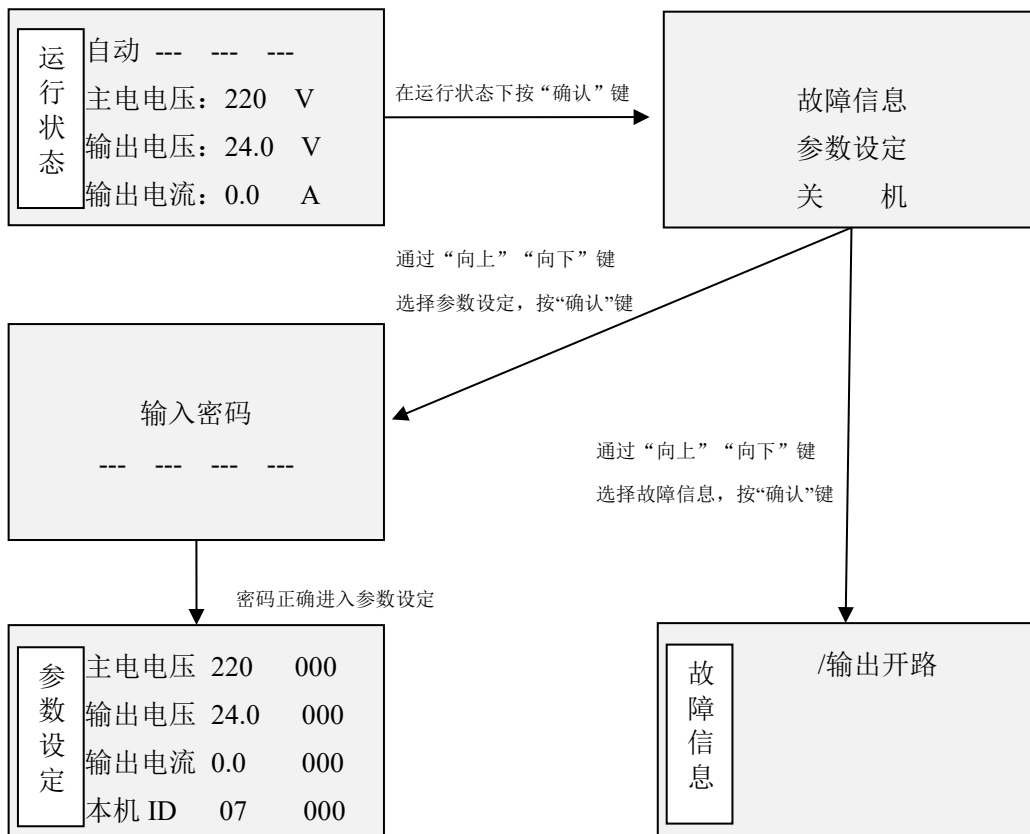 运行状态
自动 --- --- ---
主电电压：220 V
输出电压：24.0 V
输出电流：0.0 A
在运行状态下按“确认”键
故障信息
参数设定
关 机
通过“向上”“向下”键
选择参数设定，按“确认”键
输入密码
--- --- --- ---
通过“向上”“向下”键
选择故障信息，按“确认”键
密码正确进入参数设定
参数设定
主电电压 220 000
输出电压 24.0 000
输出电流 0.0 000
本机 ID 07 000
故障信息
/输出开路